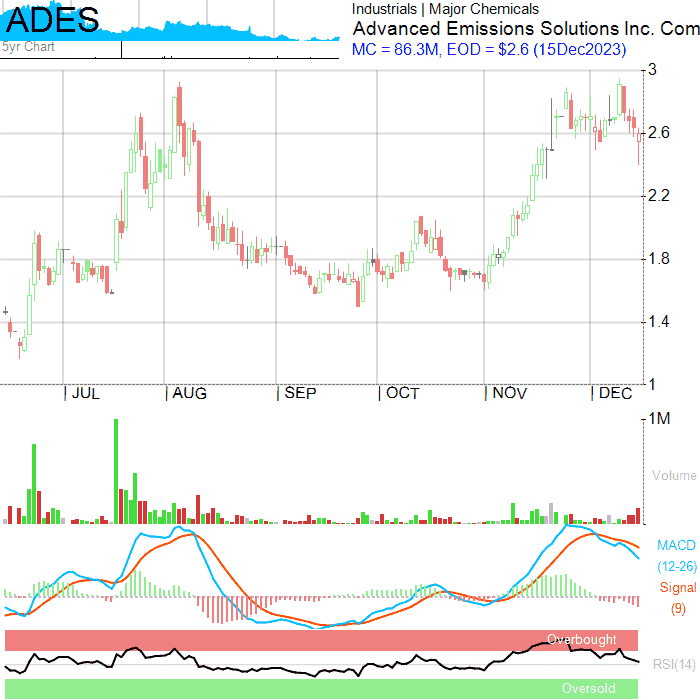 ADES
5yr Chart
Industrials | Major Chemicals
Advanced Emissions Solutions Inc. Com
MC = 86.3M, EOD = $2.6 (15Dec2023)
3
2.6
2.2
1.8
1.4
1
JUL
AUG
SEP
OCT
NOV
DEC
1M
Volume
MACD
(12-26)
Signal
(9)
Overbought
RSI(14)
Oversold